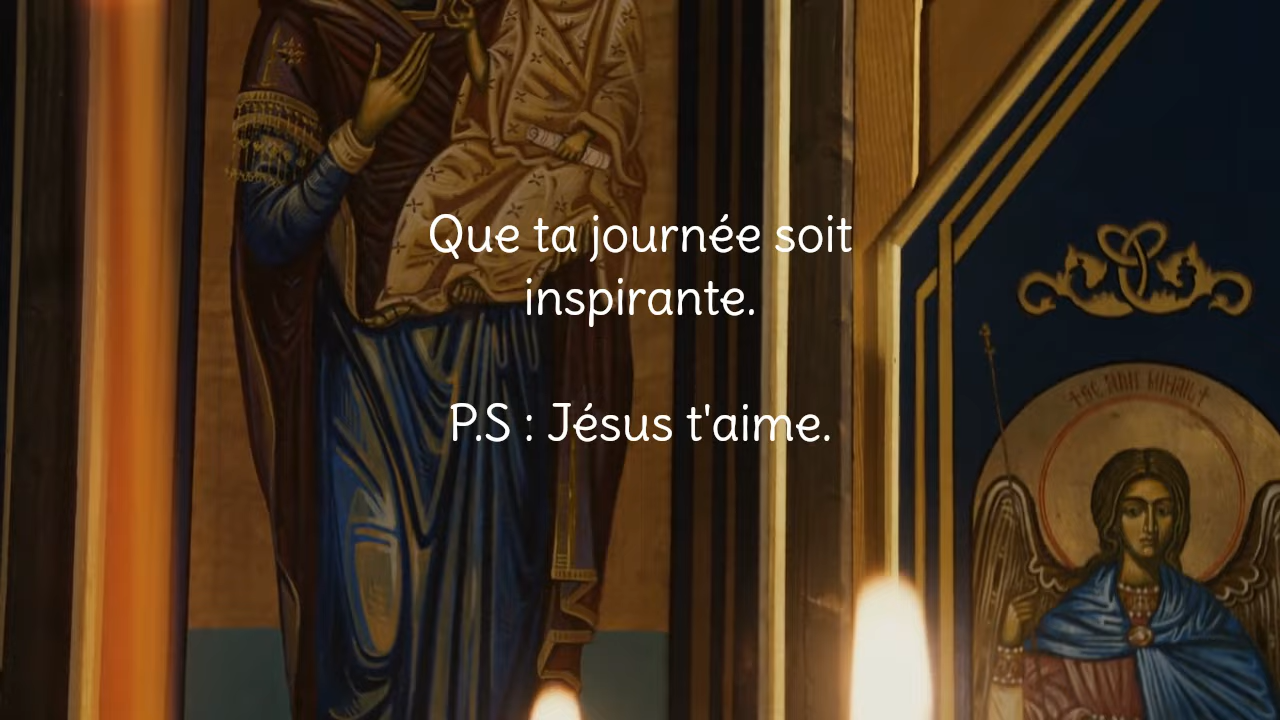 Que ta journée soit
inspirante.
P.S : Jésus t'aime.